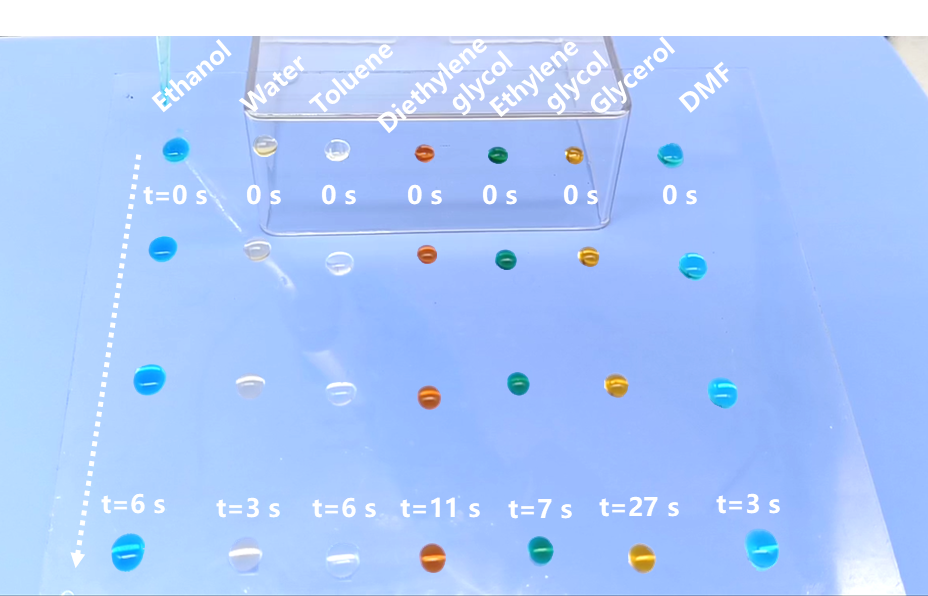 Ethanol
Water
Toluene
Diethylene
glycol
Ethylene
glycol
Glycerol
DMF
t=0 s 0 s 0 s 0 s 0 s 0 s 0 s
t=6 s t=3 s t=6 s t=11 s t=7 s t=27 s t=3 s